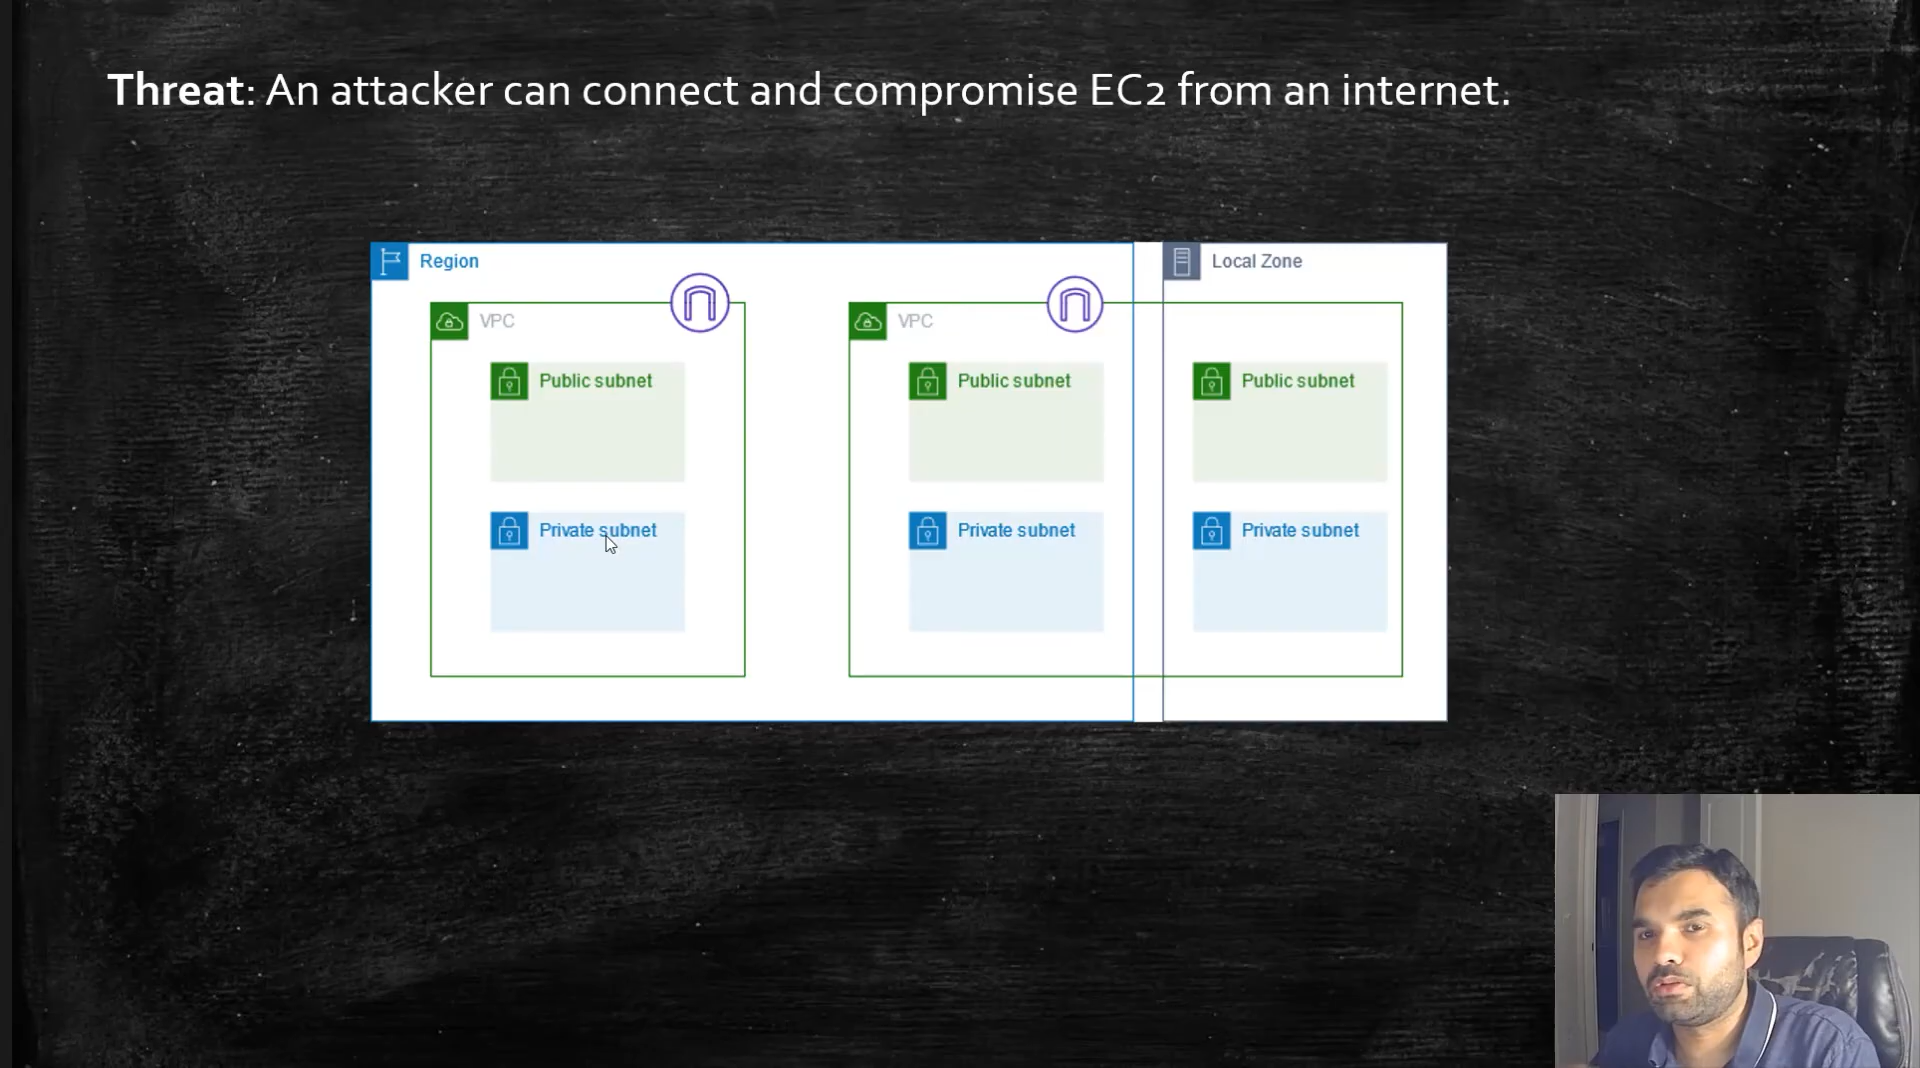 Threat: An attacker can connect and compromise EC2 from an internet.
Region
Local Zone
VPC
VPC
Public subnet
Public subnet
Public subnet
Private subnet
Private subnet
Private subnet